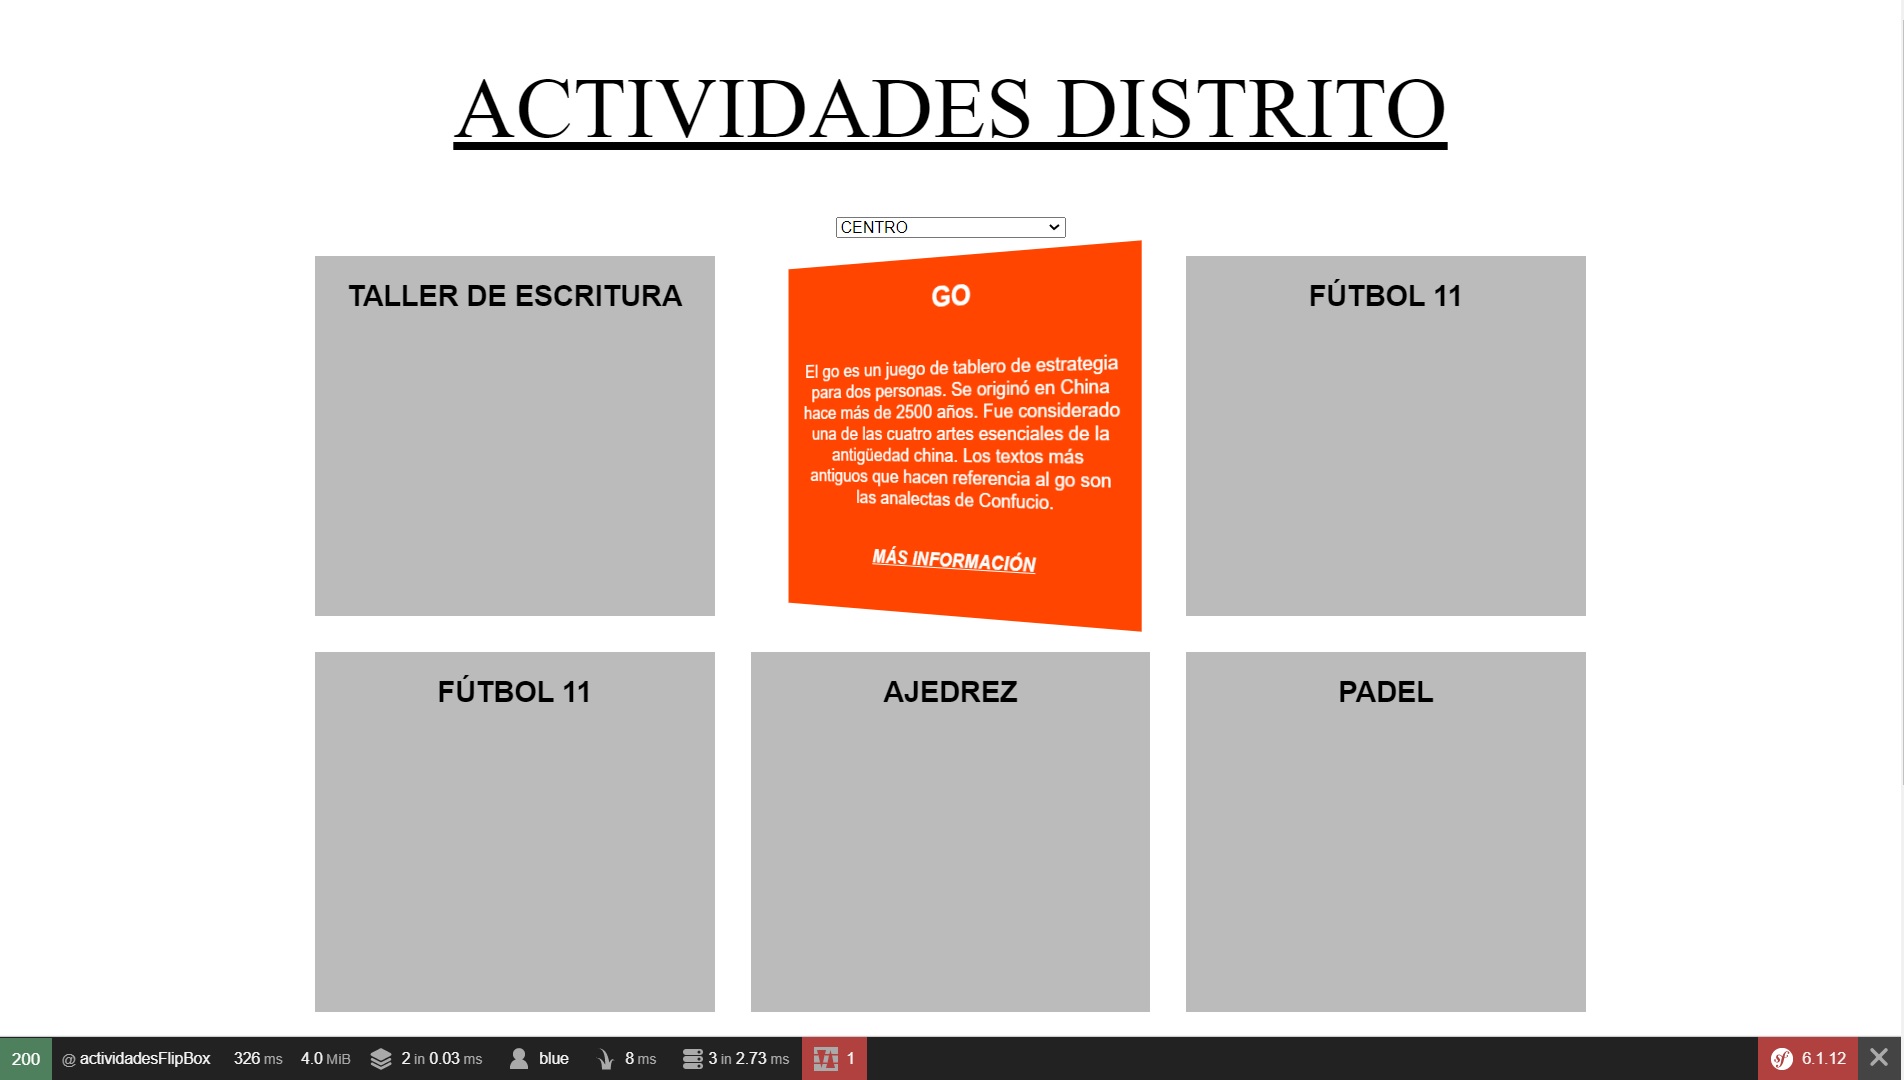 ACTIVIDADES DISTRITO
CENTRO
TALLER DE ESCRITURA
GO
El go es un juego de tablero de estrategia
para dos personas. Se originó en China
hace más de 2500 años. Fue considerado
una de las cuatro artes esenciales de la
antigüedad china. Los textos más
antiguos que hacen referencia al go son
las analectas de Confucio.
MÁS INFORMACIÓN
FÚTBOL 11
FÚTBOL 11
AJEDREZ
PADEL
200 @ actividadesFlipBox 326 ms 4.0 MiB 2 in 0.03 ms blue 8 ms 3 in 2.73 ms 1 sf 6.1.12